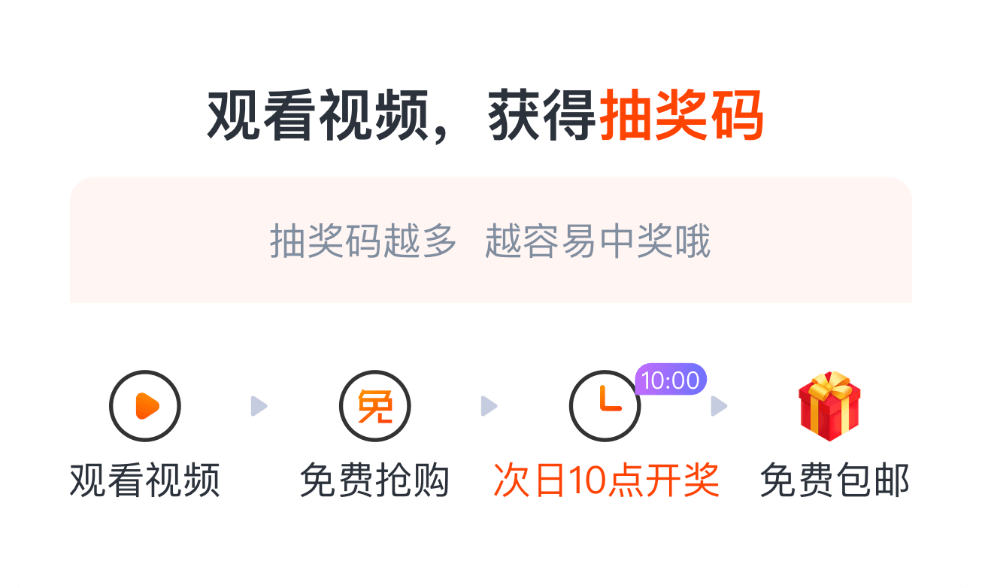 观看视频，获得抽奖码
抽奖码越多 越容易中奖哦
免
10:00
观看视频
免费抢购
次日10点开奖
免费包邮